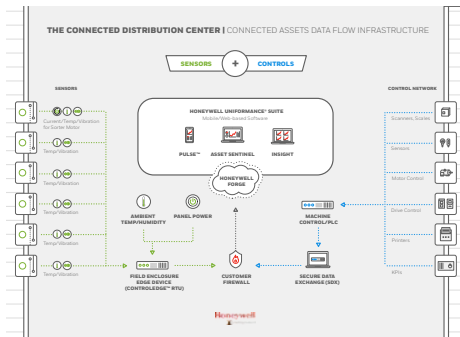 THE CONNECTED DISTRIBUTION CENTER | CONNECTED ASSETS DATA FLOW INFRASTRUCTURE
SENSORS + CONTROLS
SENSORS
CONTROL NETWORK
Current/Temp/Vibration
for Sorter Motor
Temp/Vibration
Temp/Vibration
Temp/Vibration
Temp/Vibration
Temp/Vibration
HONEYWELL UNIFORMANCE® SUITE
Mobile/Web-based Software
PULSE™
ASSET SENTINEL
INSIGHT
HONEYWELL
FORGE
AMBIENT
TEMP/HUMIDITY
PANEL POWER
MACHINE
CONTROL/PLC
FIELD ENCLOSURE
EDGE DEVICE
(CONTROLEDGE™ RTU)
CUSTOMER
FIREWALL
SECURE DATA
EXCHANGE (SDX)
Scanners, Scales
Sensors
Motor Control
Drive Control
Printers
KPIs
Honeywell